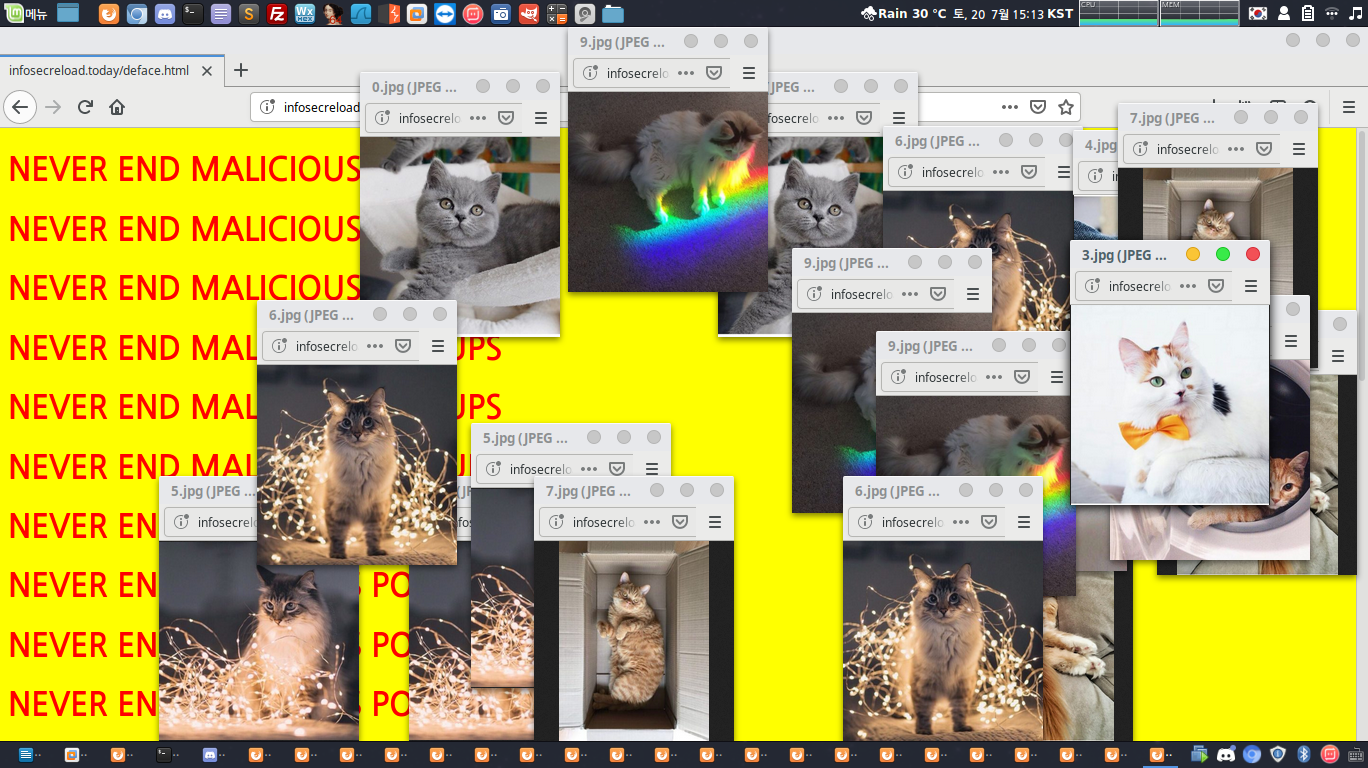 메뉴
Rain 30 °C 토, 20 7월 15:13 KST
CPU
MEM
infosecreload.today/deface.html
infosecreload
0.jpg (JPEG ...
infosecrelo
9.jpg (JPEG ...
infosecrelo
(JPEG ...
infosecrelo
6.jpg (JPEG ...
infosecrelo
4.jpg
infos
7.jpg (JPEG ...
infosecrelo
9.jpg (JPEG ...
infosecrelo
3.jpg (JPEG ...
infosecrelo
6.jpg (JPEG ...
infosecrelo
9.jpg (JPEG ...
infosecrelo
5.jpg (JPEG ...
infosecrelo
5.jpg (JPEG ...
infosecrelo
infosecrelo
7.jpg (JPEG ...
infosecrelo
6.jpg (JPEG ...
infosecrelo
NEVER END MALICIOUS
NEVER END MALICIOUS
NEVER END MALICIOUS
NEVER END MAL UPS
NEVER END MAL UPS
NEVER END MAL
NEVER EN
NEVER EN PO
NEVER EN PO
NEVER EN PO